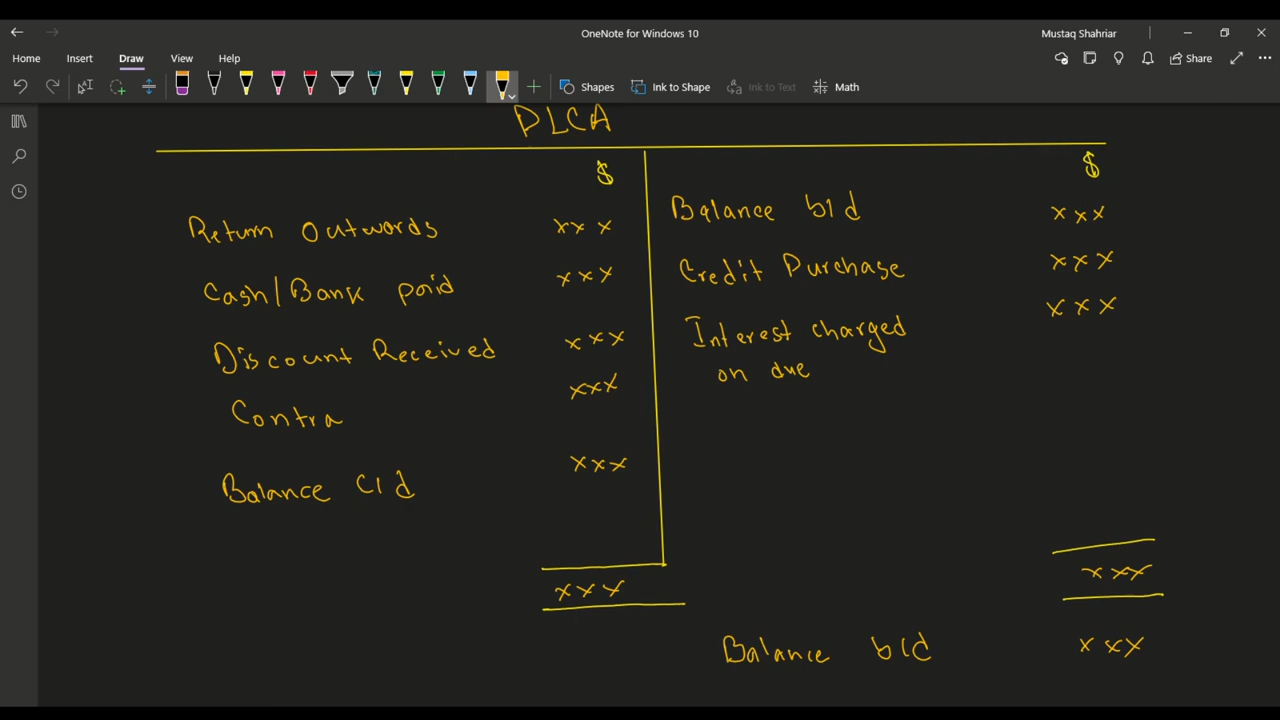 OneNote for Windows 10
Mustaq Shahriar
Home Insert Draw View Help
Share
Shapes Ink to Shape Ink to Text Math
DLCA
$ $
Return Outwards xxx Balance b/d xxx
Cash/Bank paid xxx Credit Purchase xxx
Discount Received xxx Interest charged xxx
on due
Contra xxx
Balance C/d xxx
xxx xxx
Balance b/d xxx